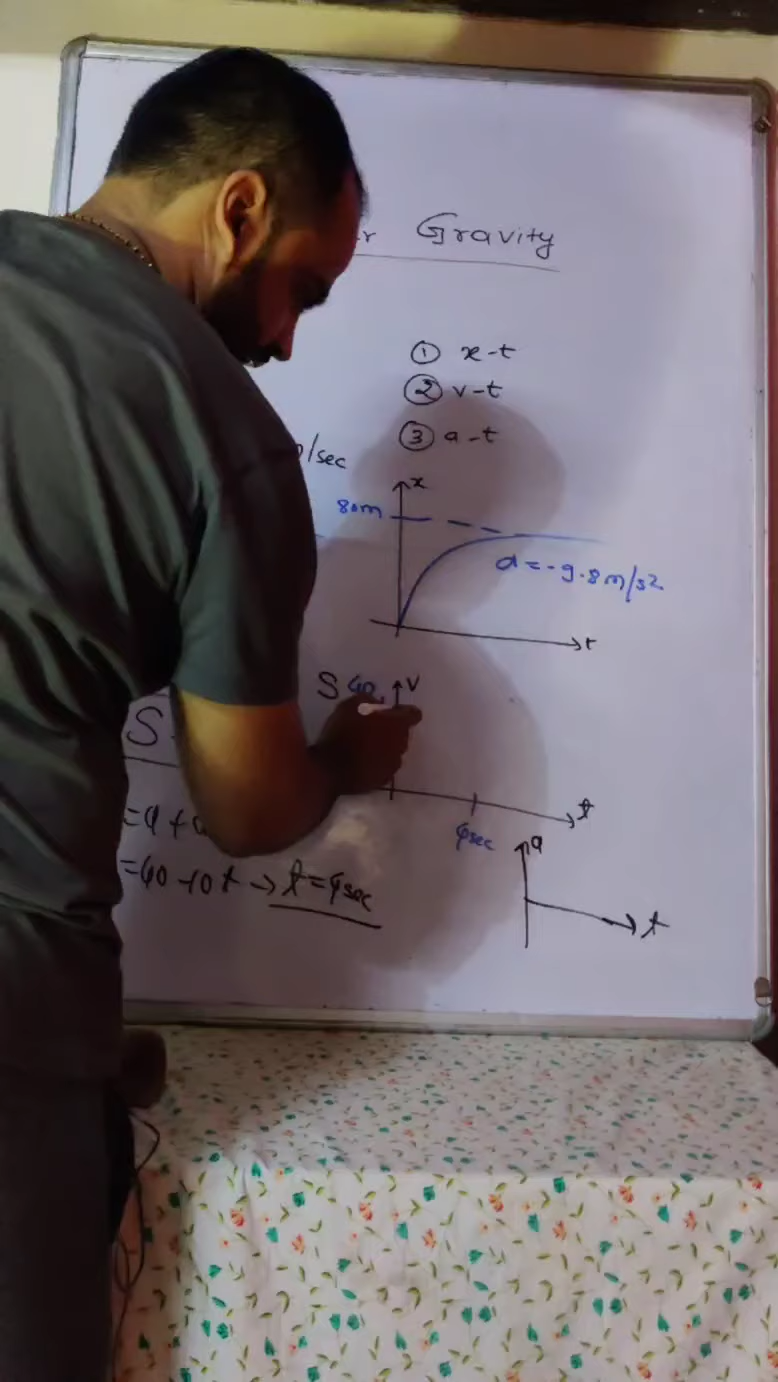 Gravity
① x-t
② v-t
③ a-t
/sec
x
80m
a=-9.8m/s2
t
S 40
v
S
t
4sec
a
=40-10t→t=4sec
t